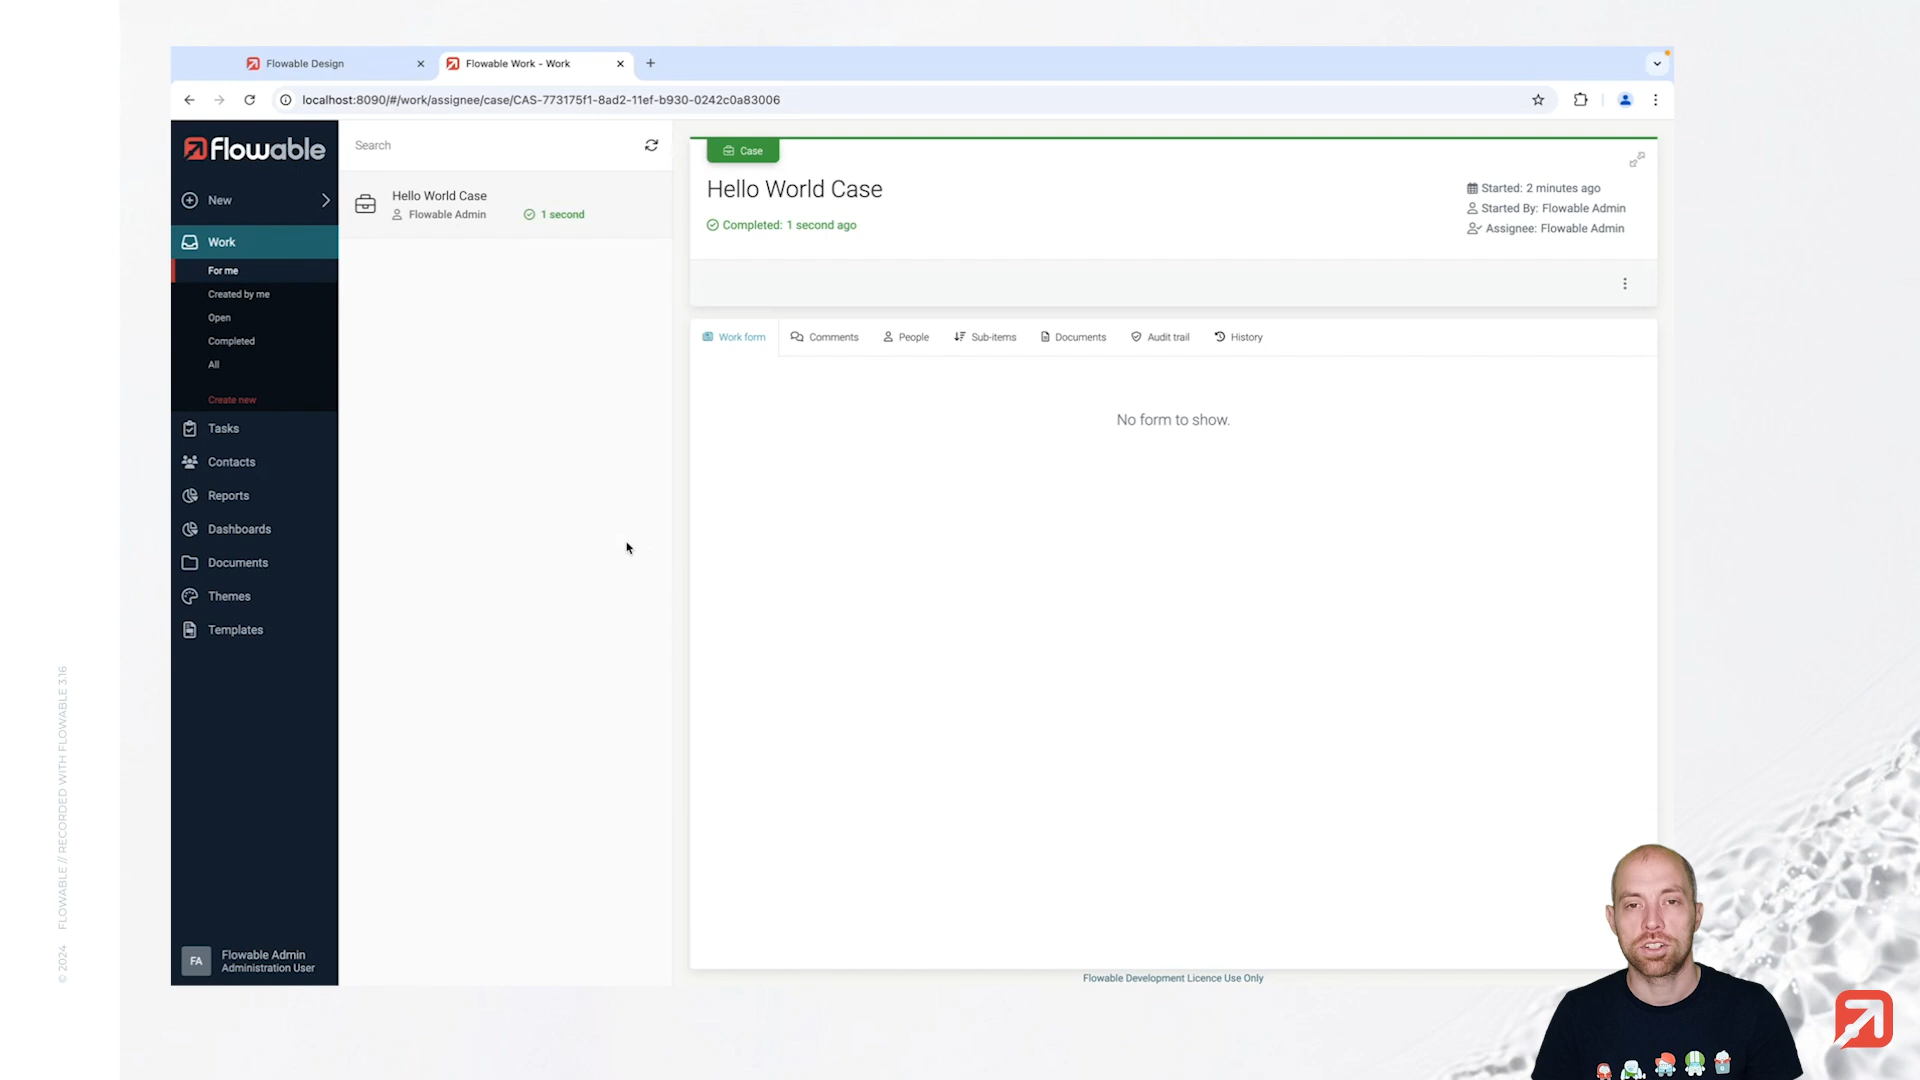 Flowable Design
Flowable Work - Work
localhost:8090/#/work/assignee/case/CAS-773175f1-8ad2-11ef-b930-0242c0a83006
Flowable
New
Work
For me
Created by me
Open
Completed
All
Create new
Tasks
Contacts
Reports
Dashboards
Documents
Themes
Templates
FA
Flowable Admin
Administration User
Search
Hello World Case
Flowable Admin
1 second
Case
Hello World Case
Completed: 1 second ago
Started: 2 minutes ago
Started By: Flowable Admin
Assignee: Flowable Admin
Work form
Comments
People
Sub-items
Documents
Audit trail
History
No form to show.
Flowable Development Licence Use Only
© 2024 FLOWABLE // RECORDED WITH FLOWABLE 3.16